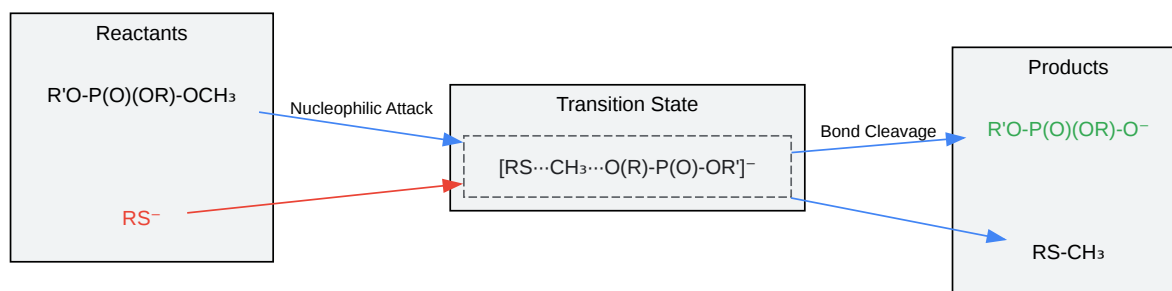 Reactants
R'O-P(O)(OR)-OCH₃
RS⁻
Nucleophilic Attack
Transition State
[RS···CH₃···O(R)-P(O)-OR']⁻
Bond Cleavage
Products
R'O-P(O)(OR)-O⁻
RS-CH₃